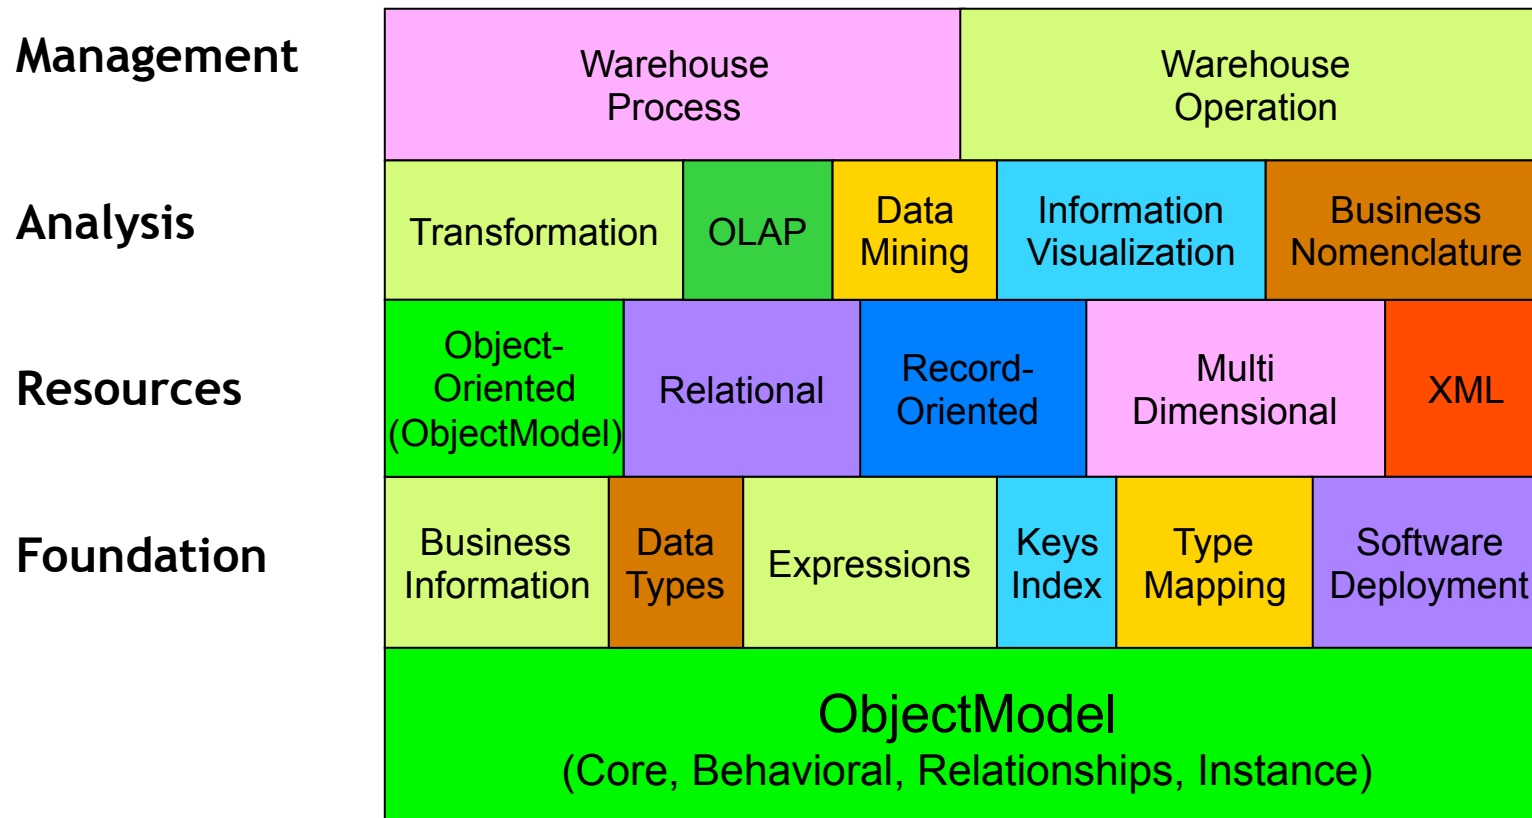 Management
Warehouse
Process
Warehouse
Operation
Analysis
Transformation
OLAP
Data
Mining
Information
Visualization
Business
Nomenclature
Resources
Object-
Oriented
(ObjectModel)
Relational
Record-
Oriented
Multi
Dimensional
XML
Foundation
Business
Information
Data
Types
Expressions
Keys
Index
Type
Mapping
Software
Deployment
ObjectModel
(Core, Behavioral, Relationships, Instance)